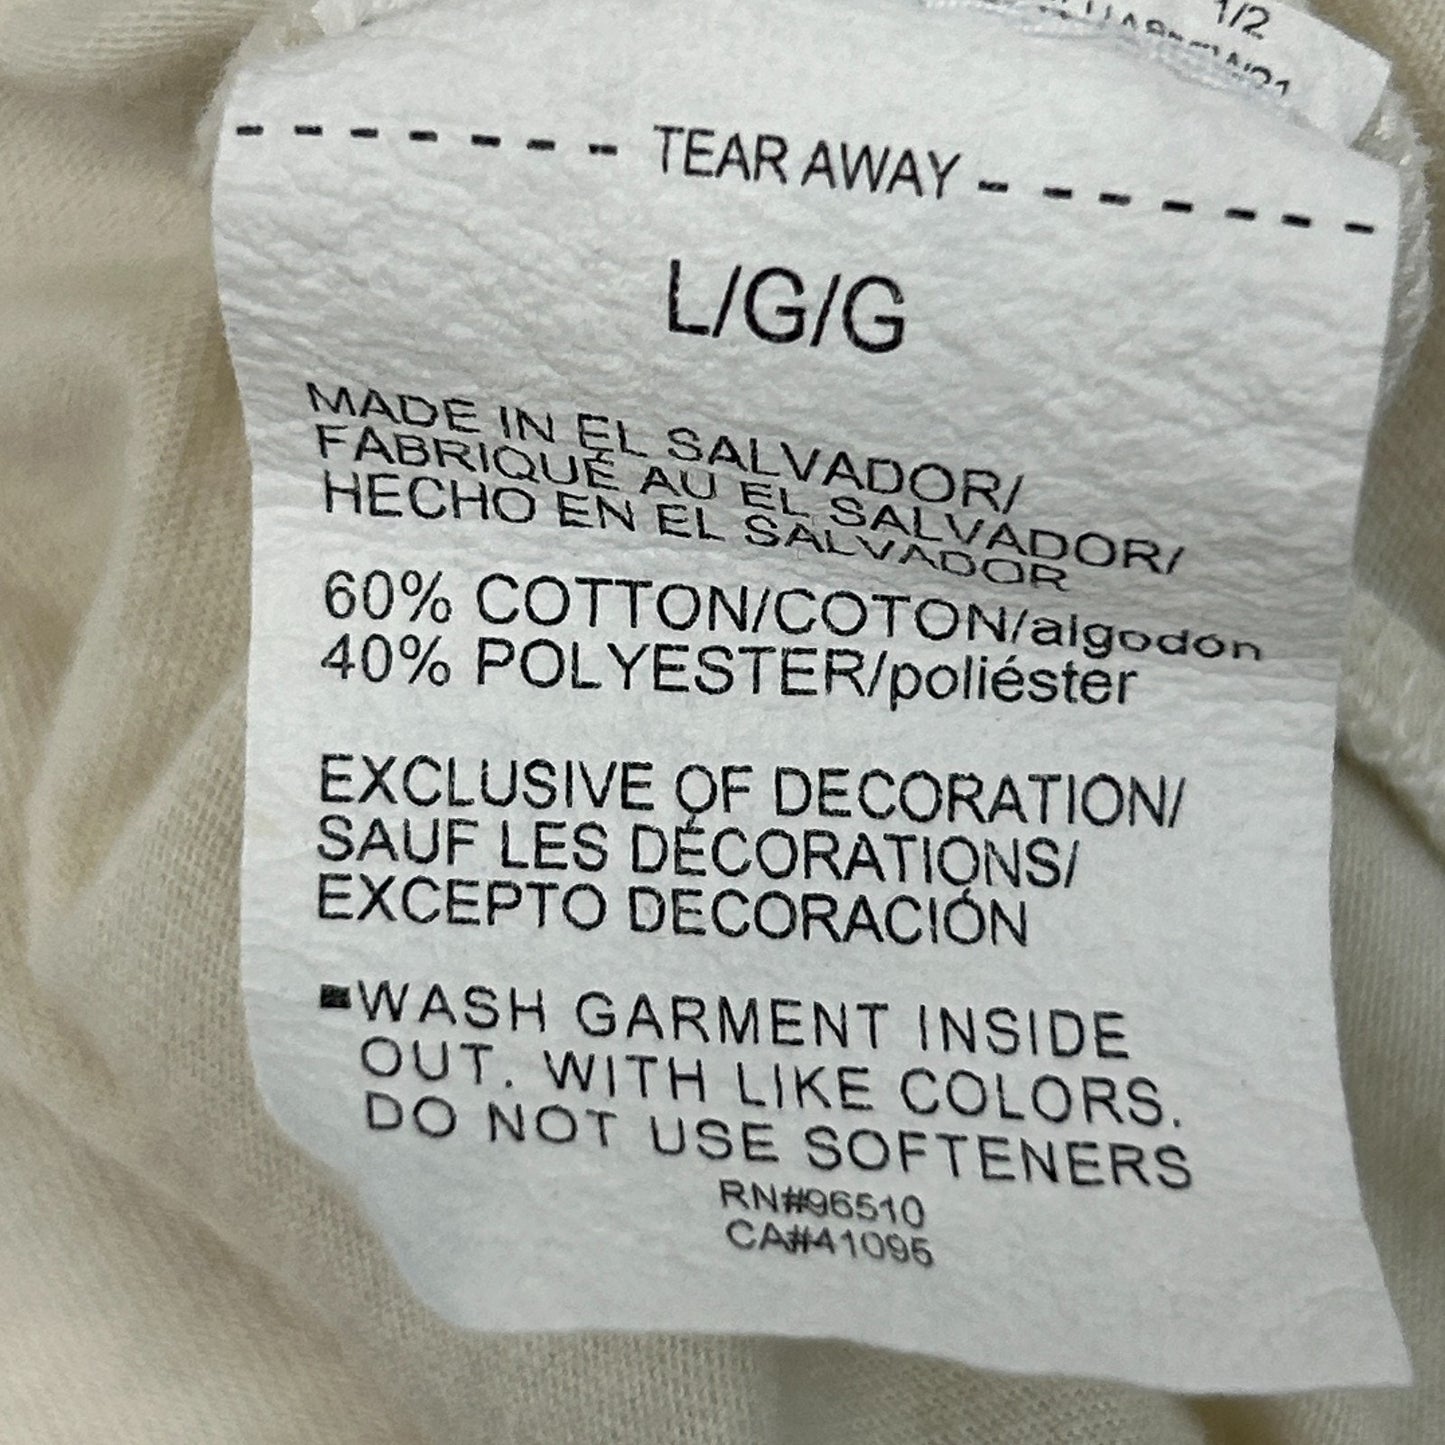 1/2
TEAR AWAY
L/G/G
MADE IN EL SALVADOR/
FABRIQUÉ AU EL SALVADOR/
HECHO EN EL SALVADOR
60% COTTON/COTON/algodón
40% POLYESTER/poliéster
EXCLUSIVE OF DECORATION/
SAUF LES DÉCORATIONS/
EXCEPTO DECORACIÓN
▪WASH GARMENT INSIDE
OUT. WITH LIKE COLORS.
DO NOT USE SOFTENERS
RN#96510
CA#41095